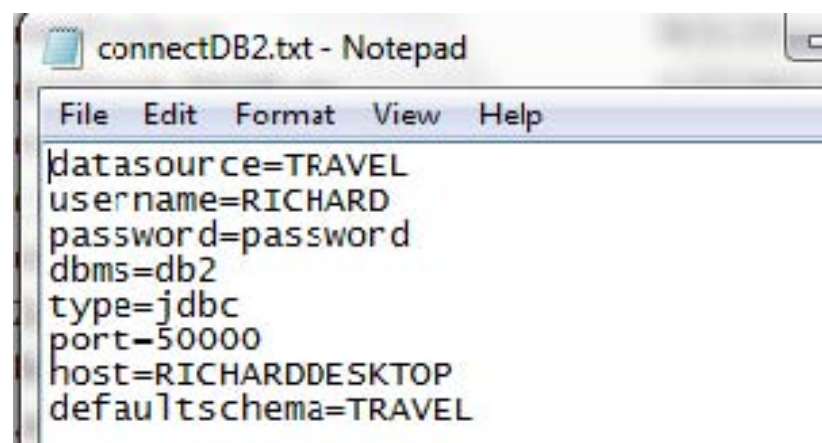 connectDB2.txt - Notepad
File Edit Format View Help
datasource=TRAVEL
username=RICHARD
password=password
dbms=db2
type=jdbc
port=50000
host=RICHARDDESKTOP
defaultschema=TRAVEL